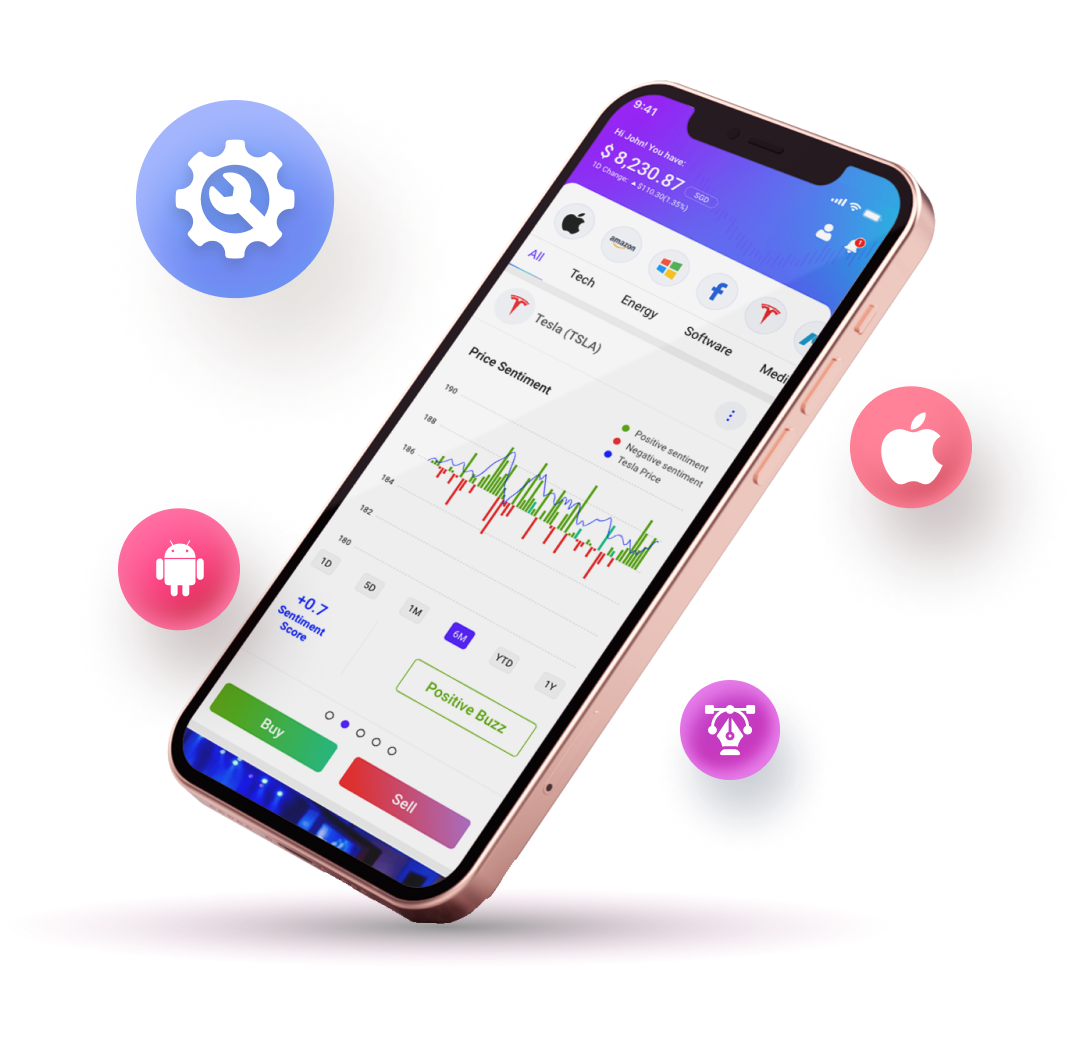 9:41
Hi John! You have:
$ 8,230.87 SGD
1D Change: $110.30(1.35%)
1
amazon
All Tech Energy Software Medi
Tesla (TSLA)
Price Sentiment
Positive sentiment
Negative sentiment
Tesla Price
190
188
186
184
182
180
1D 5D 1M 6M YTD 1Y
+0.7
Sentiment
Score
Positive Buzz
Buy Sell